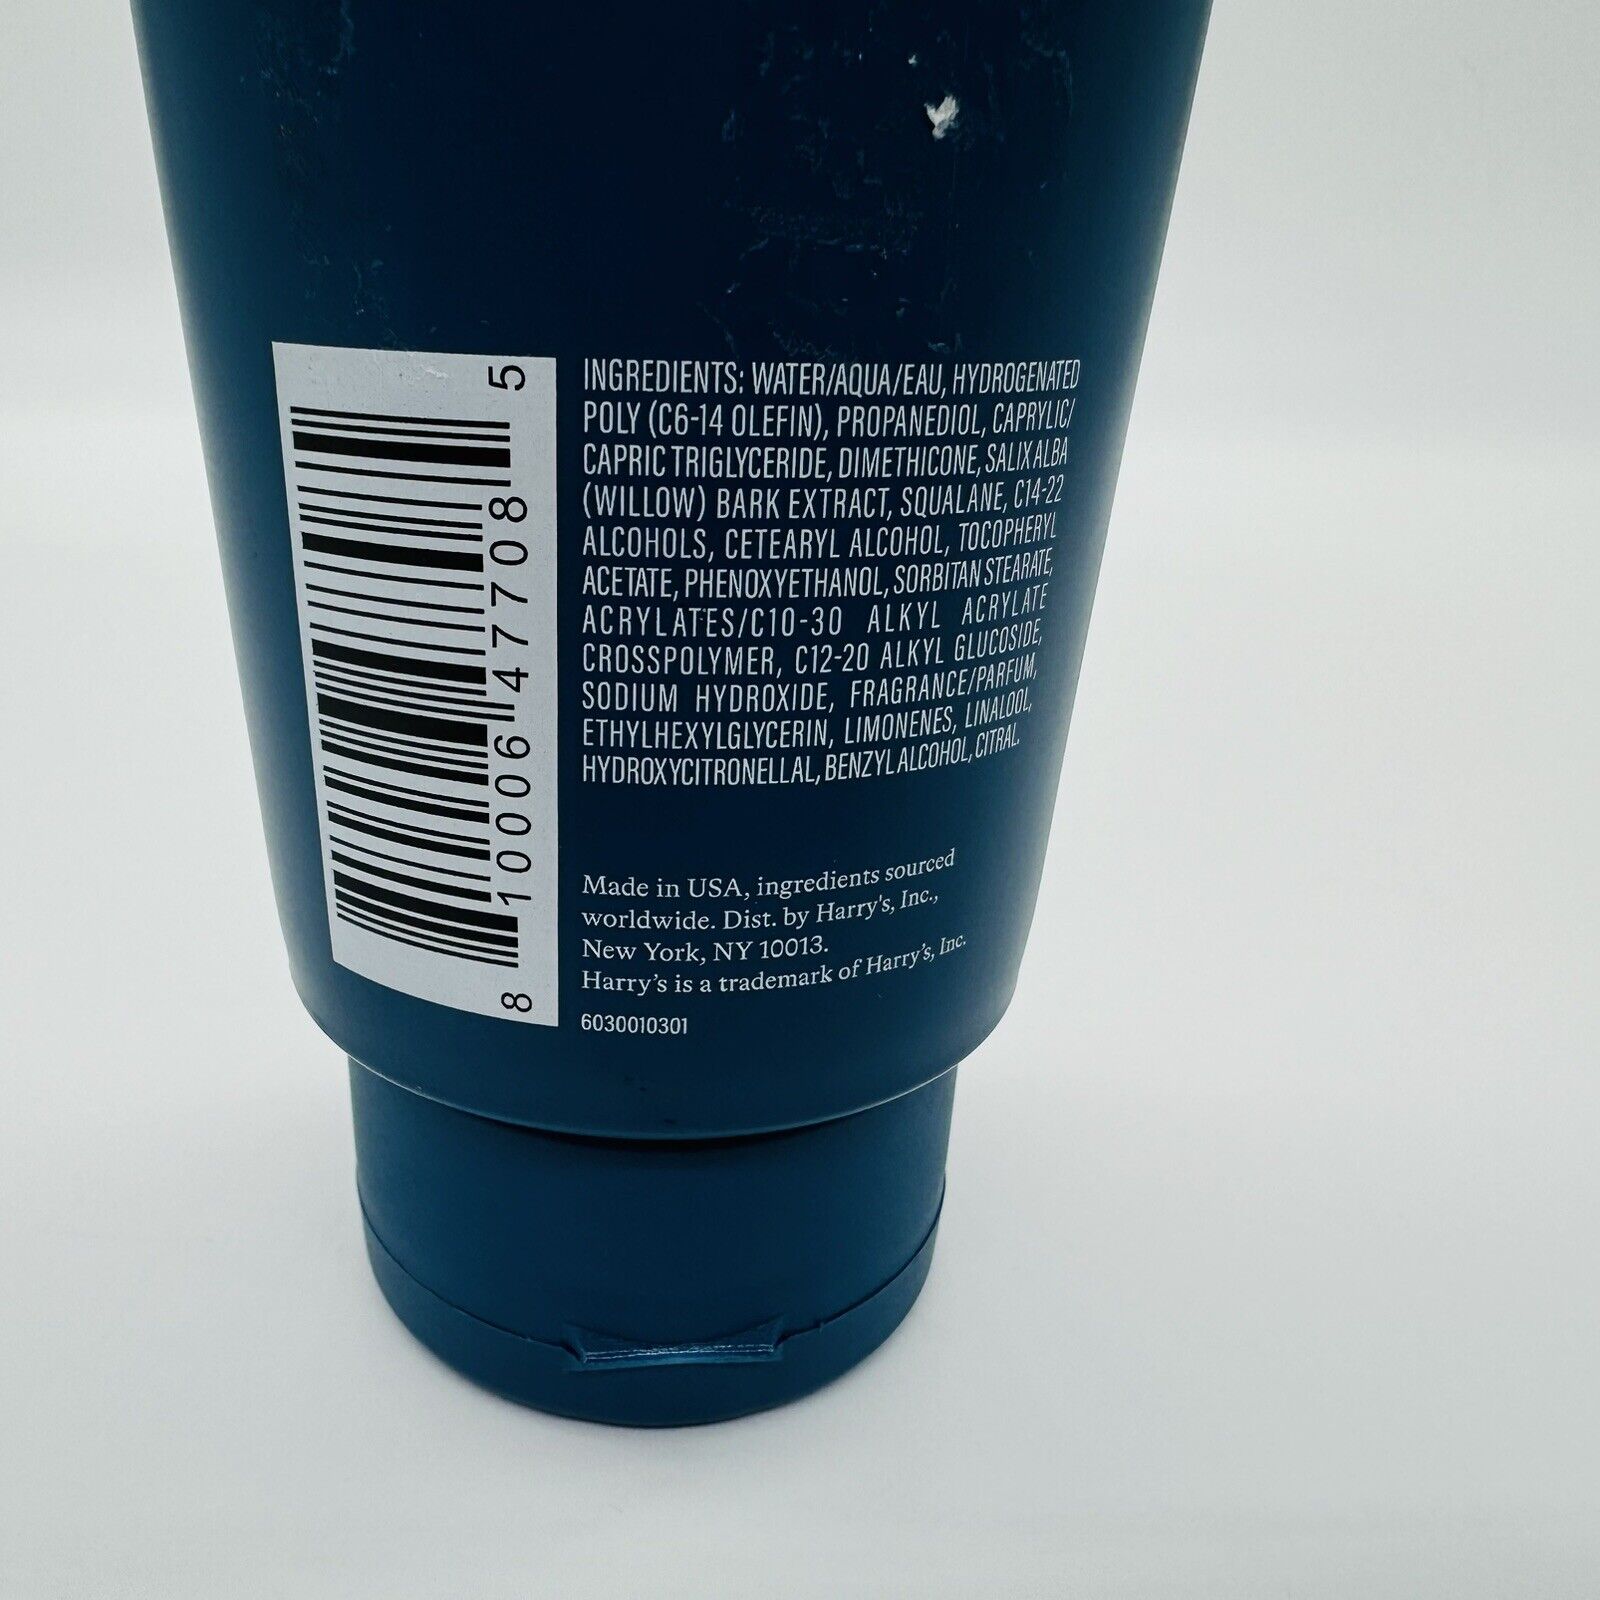 INGREDIENTS: WATER/AQUA/EAU, HYDROGENATED
POLY (C6-14 OLEFIN), PROPANEDIOL, CAPRYLIC/
CAPRIC TRIGLYCERIDE, DIMETHICONE, SALIX ALBA
(WILLOW) BARK EXTRACT, SQUALANE, C14-22
ALCOHOLS, CETEARYL ALCOHOL, TOCOPHERYL
ACETATE, PHENOXYETHANOL, SORBITAN STEARATE,
ACRYLATES/C10-30 ALKYL ACRYLATE
CROSSPOLYMER, C12-20 ALKYL GLUCOSIDE,
SODIUM HYDROXIDE, FRAGRANCE/PARFUM,
ETHYLHEXYLGLYCERIN, LIMONENES, LINALOOL,
HYDROXYCITRONELLAL, BENZYL ALCOHOL, CITRAL.
Made in USA, ingredients sourced
worldwide. Dist. by Harry's, Inc.,
New York, NY 10013.
Harry's is a trademark of Harry's, Inc.
6030010301
8 10006 47708 5